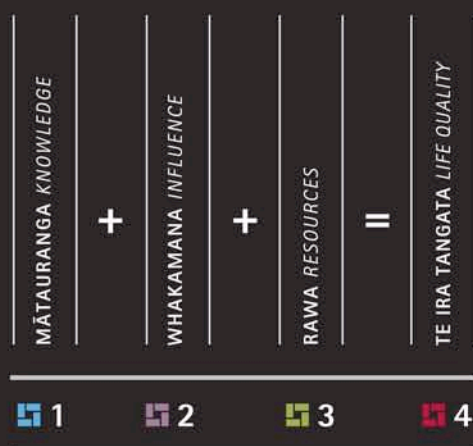 MĀTAURANGA KNOWLEDGE
+
WHAKAMANA INFLUENCE
+
RAWA RESOURCES
=
TE IRA TANGATA LIFE QUALITY
1
2
3
4